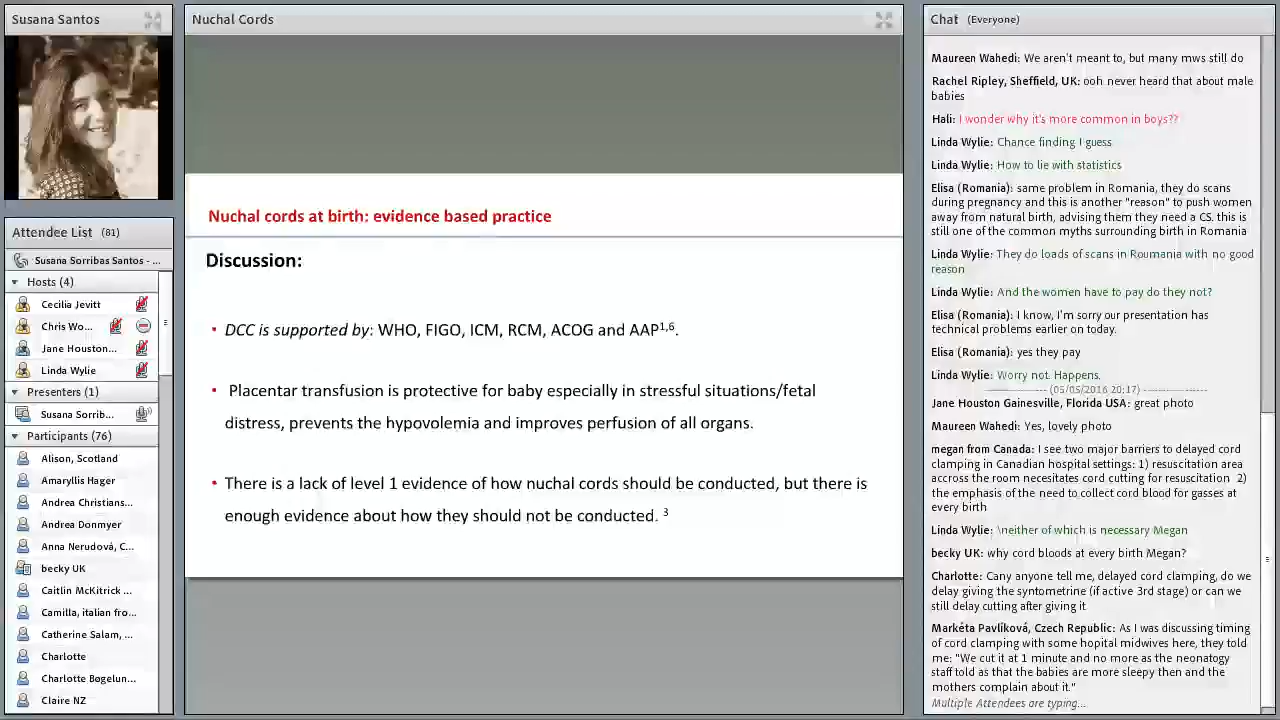 Susana Santos
Attendee List (81)
Susana Sorribas Santos - ...
Hosts (4)
Cecilia Jevitt
Chris Wo...
Jane Houston...
Linda Wylie
Presenters (1)
Susana Sorrib...
Participants (76)
Alison, Scotland
Amaryllis Hager
Andrea Christians...
Andrea Donmyer
Anna Nerudová, C...
becky UK
Caitlin McKitrick ...
Camilla, italian fro...
Catherine Salam, ...
Charlotte
Charlotte Bøgelun...
Claire NZ
Nuchal Cords
Nuchal cords at birth: evidence based practice
Discussion:
• DCC is supported by: WHO, FIGO, ICM, RCM, ACOG and AAP1,6.
• Placentar transfusion is protective for baby especially in stressful situations/fetal
distress, prevents the hypovolemia and improves perfusion of all organs.
• There is a lack of level 1 evidence of how nuchal cords should be conducted, but there is
enough evidence about how they should not be conducted. 3
Chat (Everyone)
Maureen Wahedi: We aren't meant to, but many mws still do
Rachel Ripley, Sheffield, UK: ooh never heard that about male
babies
Hali: I wonder why it's more common in boys??
Linda Wylie: Chance finding I guess
Linda Wylie: How to lie with statistics
Elisa (Romania): same problem in Romania, they do scans
during pregnancy and this is another "reason" to push women
away from natural birth, advising them they need a CS. this is
still one of the common myths surrounding birth in Romania
Linda Wylie: They do loads of scans in Roumania with no good
reason
Linda Wylie: And the women have to pay do they not?
Elisa (Romania): I know, I'm sorry our presentation has
technical problems earlier on today.
Elisa (Romania): yes they pay
Linda Wylie: Worry not. Happens.
(05/05/2016 20:17)
Jane Houston Gainesville, Florida USA: great photo
Maureen Wahedi: Yes, lovely photo
megan from Canada: I see two major barriers to delayed cord
clamping in Canadian hospital settings: 1) resuscitation area
accross the room necesitates cord cutting for resuscitation 2)
the emphasis of the need to collect cord blood for gasses at
every birth
Linda Wylie: \neither of which is necessary Megan
becky UK: why cord bloods at every birth Megan?
Charlotte: Cany anyone tell me, delayed cord clamping, do we
delay giving the syntometrine (if active 3rd stage) or can we
still delay cutting after giving it
Markéta Pavlíková, Czech Republic: As I was discussing timing
of cord clamping with some hopital midwives here, they told
me: "We cut it at 1 minute and no more as the neonatogy
staff told as that the babies are more sleepy then and the
mothers complain about it."
Multiple Attendees are typing...